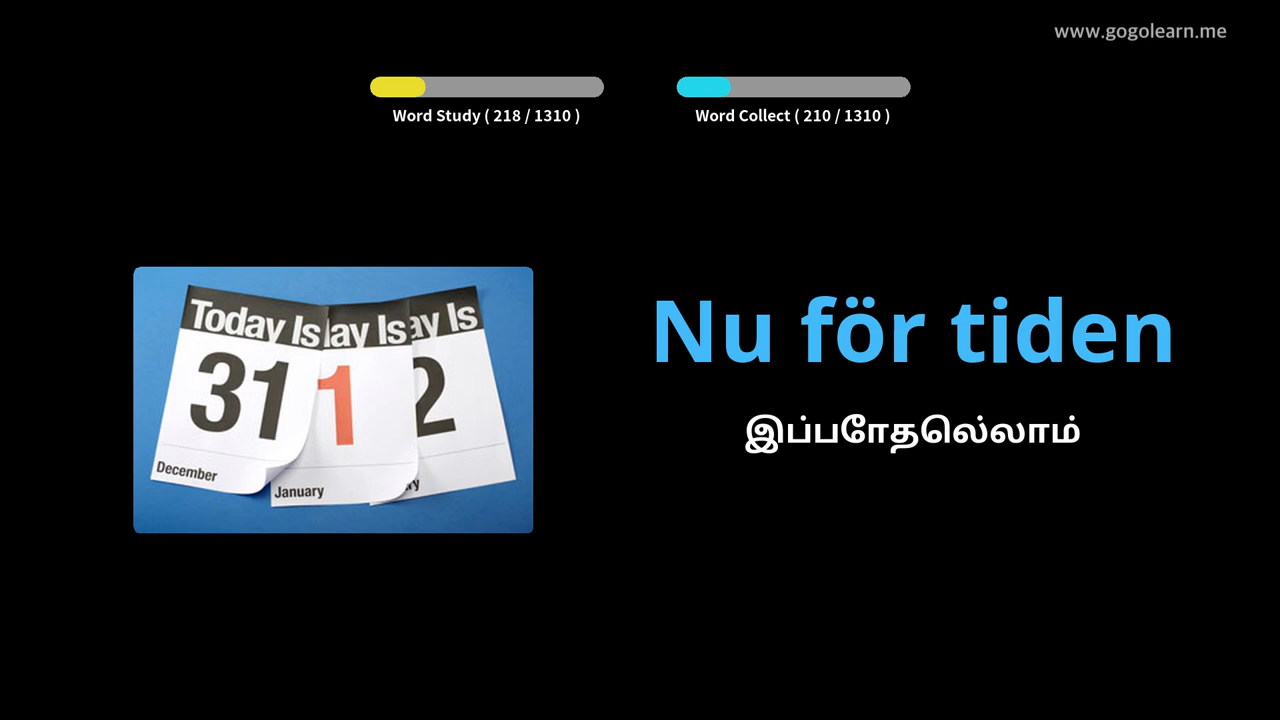 www.gogolearn.me
Word Study ( 218 / 1310 )
Word Collect ( 210 / 1310 )
Today Is
ay Is
ay Is
31
1
2
December
January
ry
Nu för tiden
இப்போதெல்லாம்